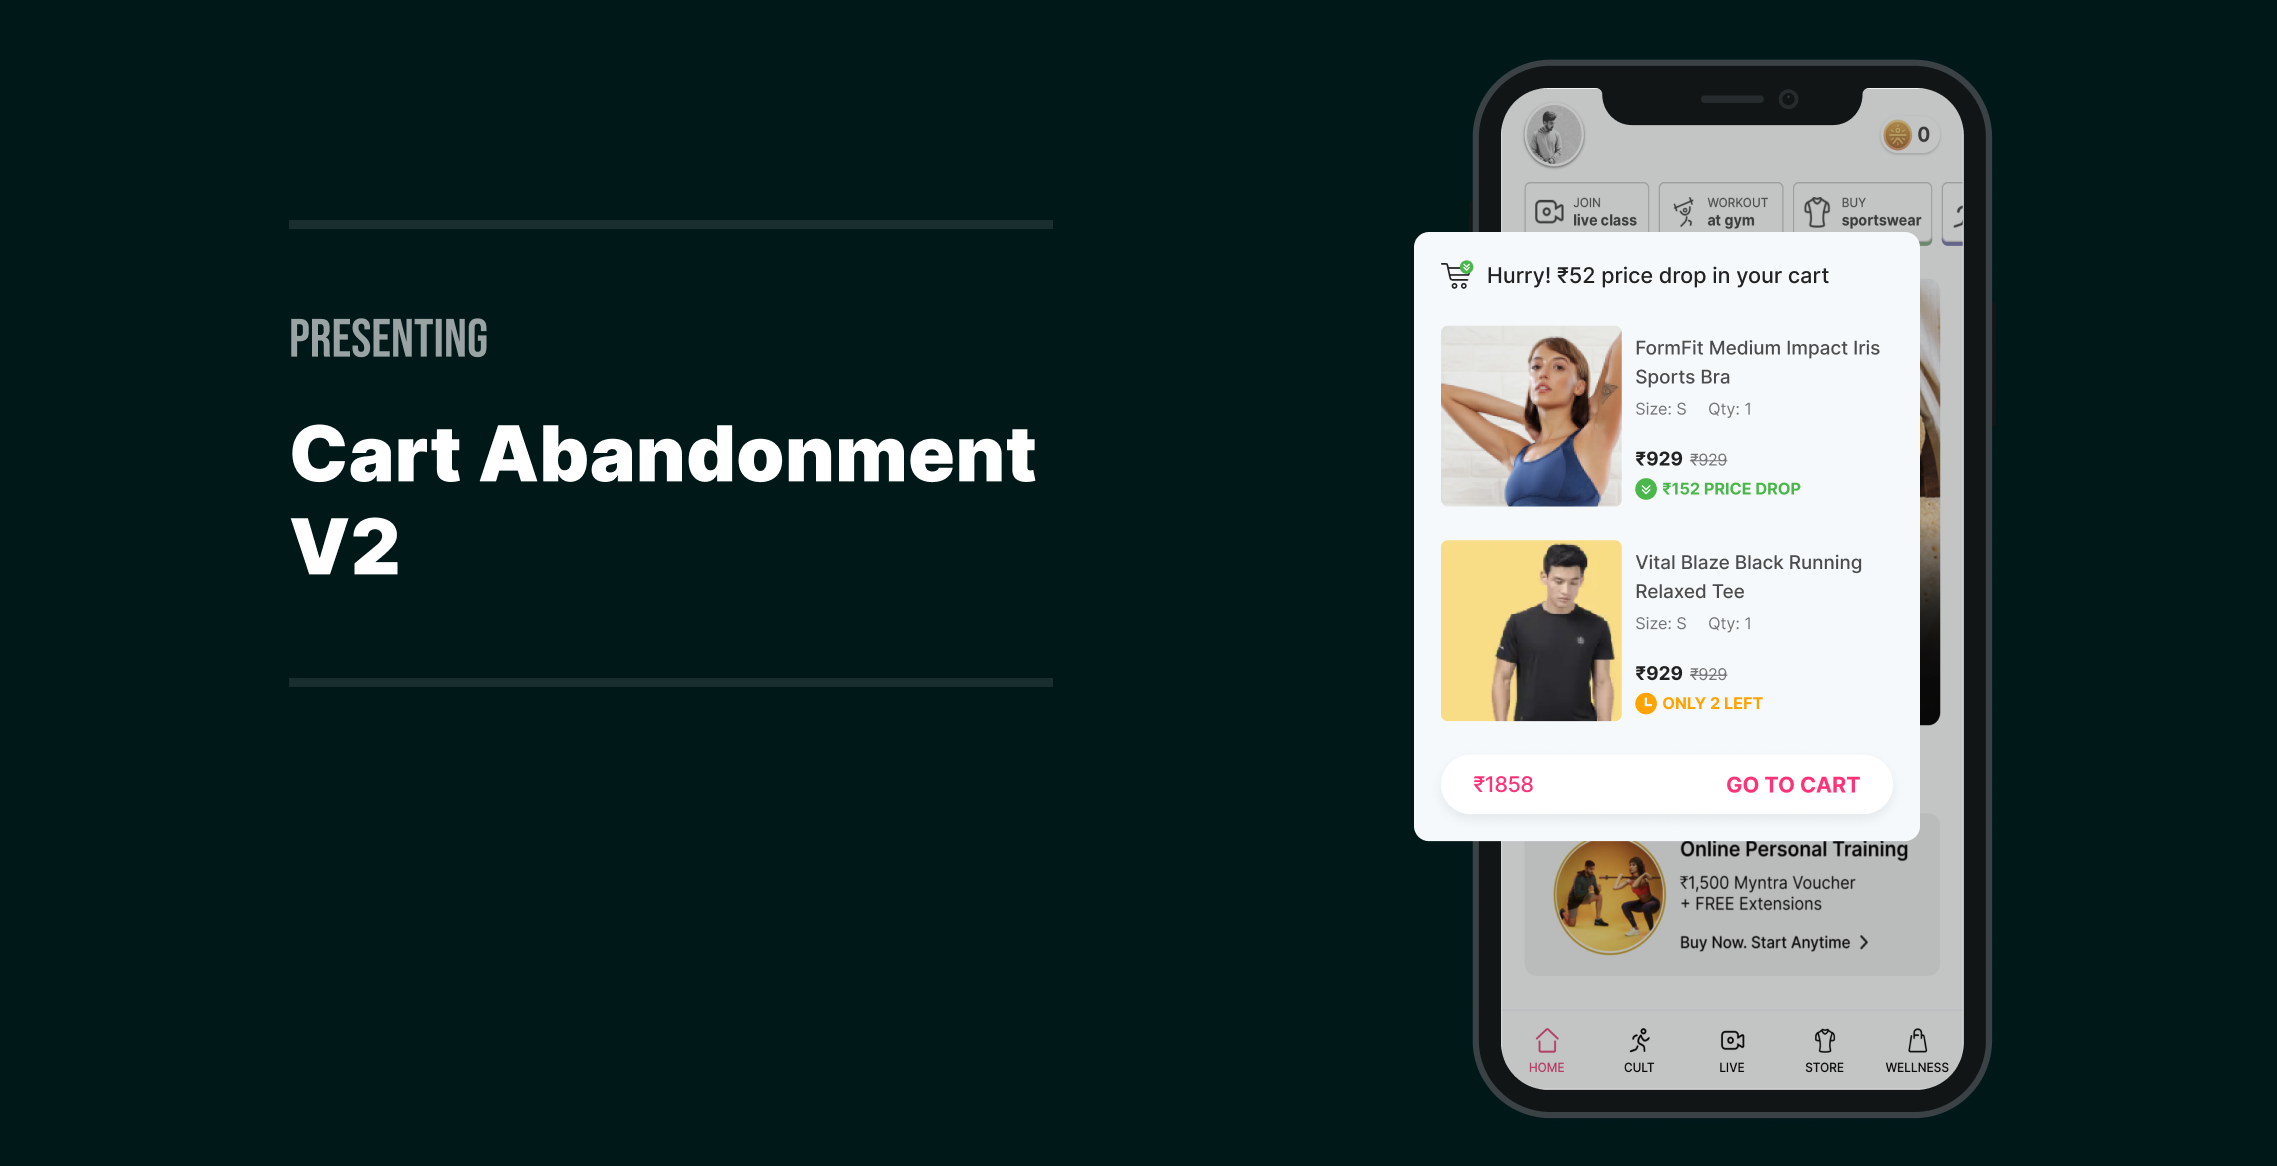 PRESENTING
Cart Abandonment
V2
0
JOIN
live class
WORKOUT
at gym
BUY
sportswear
Hurry! ₹52 price drop in your cart
FormFit Medium Impact Iris
Sports Bra
Size: S Qty: 1
₹929 ₹929
₹152 PRICE DROP
Vital Blaze Black Running
Relaxed Tee
Size: S Qty: 1
₹929 ₹929
ONLY 2 LEFT
₹1858 GO TO CART
Online Personal Training
₹1,500 Myntra Voucher
+ FREE Extensions
Buy Now. Start Anytime
HOME CULT LIVE STORE WELLNESS